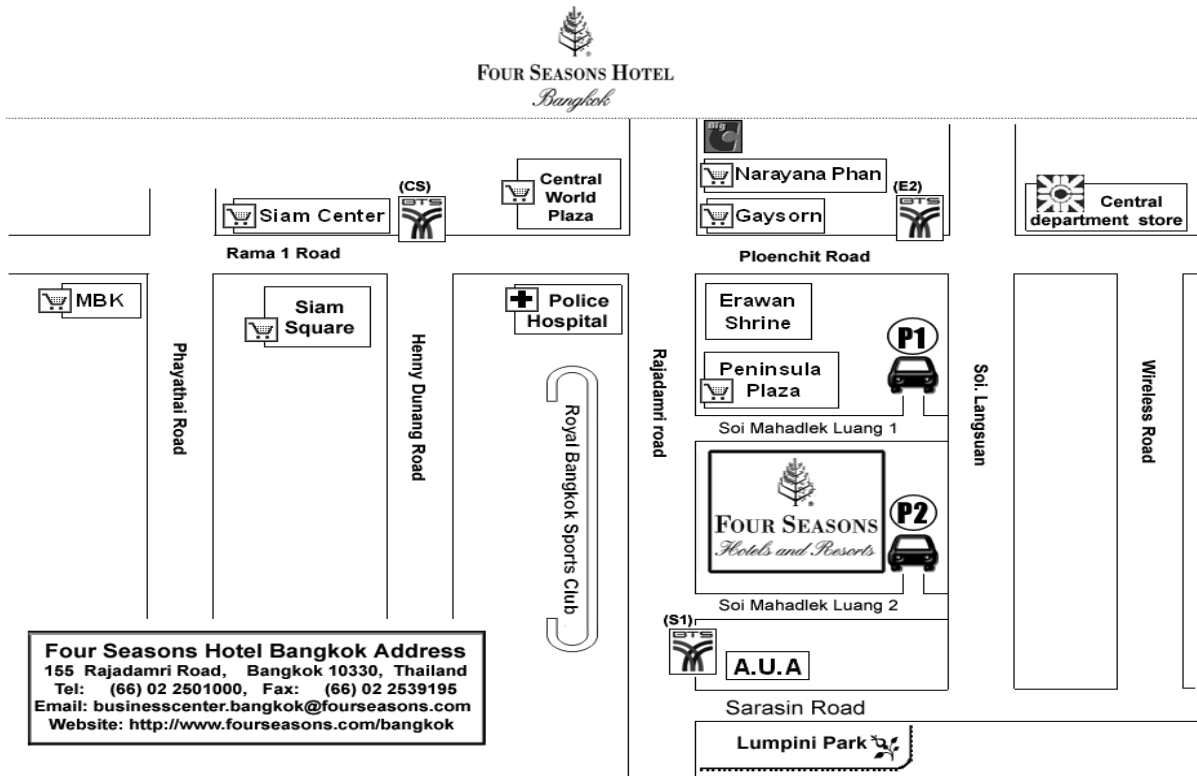 FOUR SEASONS HOTEL
Bangkok
Big
C
Narayana Phan
(E2)
BTS
Gaysorn
Central
World
Plaza
(CS)
BTS
Siam Center
Central
department store
Rama 1 Road
Ploenchit Road
MBK
Siam
Square
Police
Hospital
Erawan
Shrine
P1
Peninsula
Plaza
Phayathai Road
Henny Dunang Road
Royal Bangkok Sports Club
Rajadamri road
Soi. Langsuan
Wireless Road
Soi Mahadlek Luang 1
FOUR SEASONS
Hotels and Resorts
P2
Soi Mahadlek Luang 2
(S1)
BTS
A.U.A
Four Seasons Hotel Bangkok Address
155 Rajadamri Road, Bangkok 10330, Thailand
Tel: (66) 02 2501000, Fax: (66) 02 2539195
Email: businesscenter.bangkok@fourseasons.com
Website: http://www.fourseasons.com/bangkok
Sarasin Road
Lumpini Park